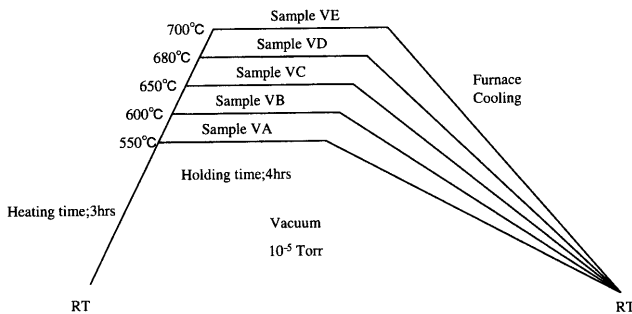 Sample VE
700°C
Sample VD
680°C
Sample VC
650°C
Furnace
Cooling
Sample VB
600°C
Sample VA
550°C
Holding time;4hrs
Heating time;3hrs
Vacuum
10-5 Torr
RT
RT